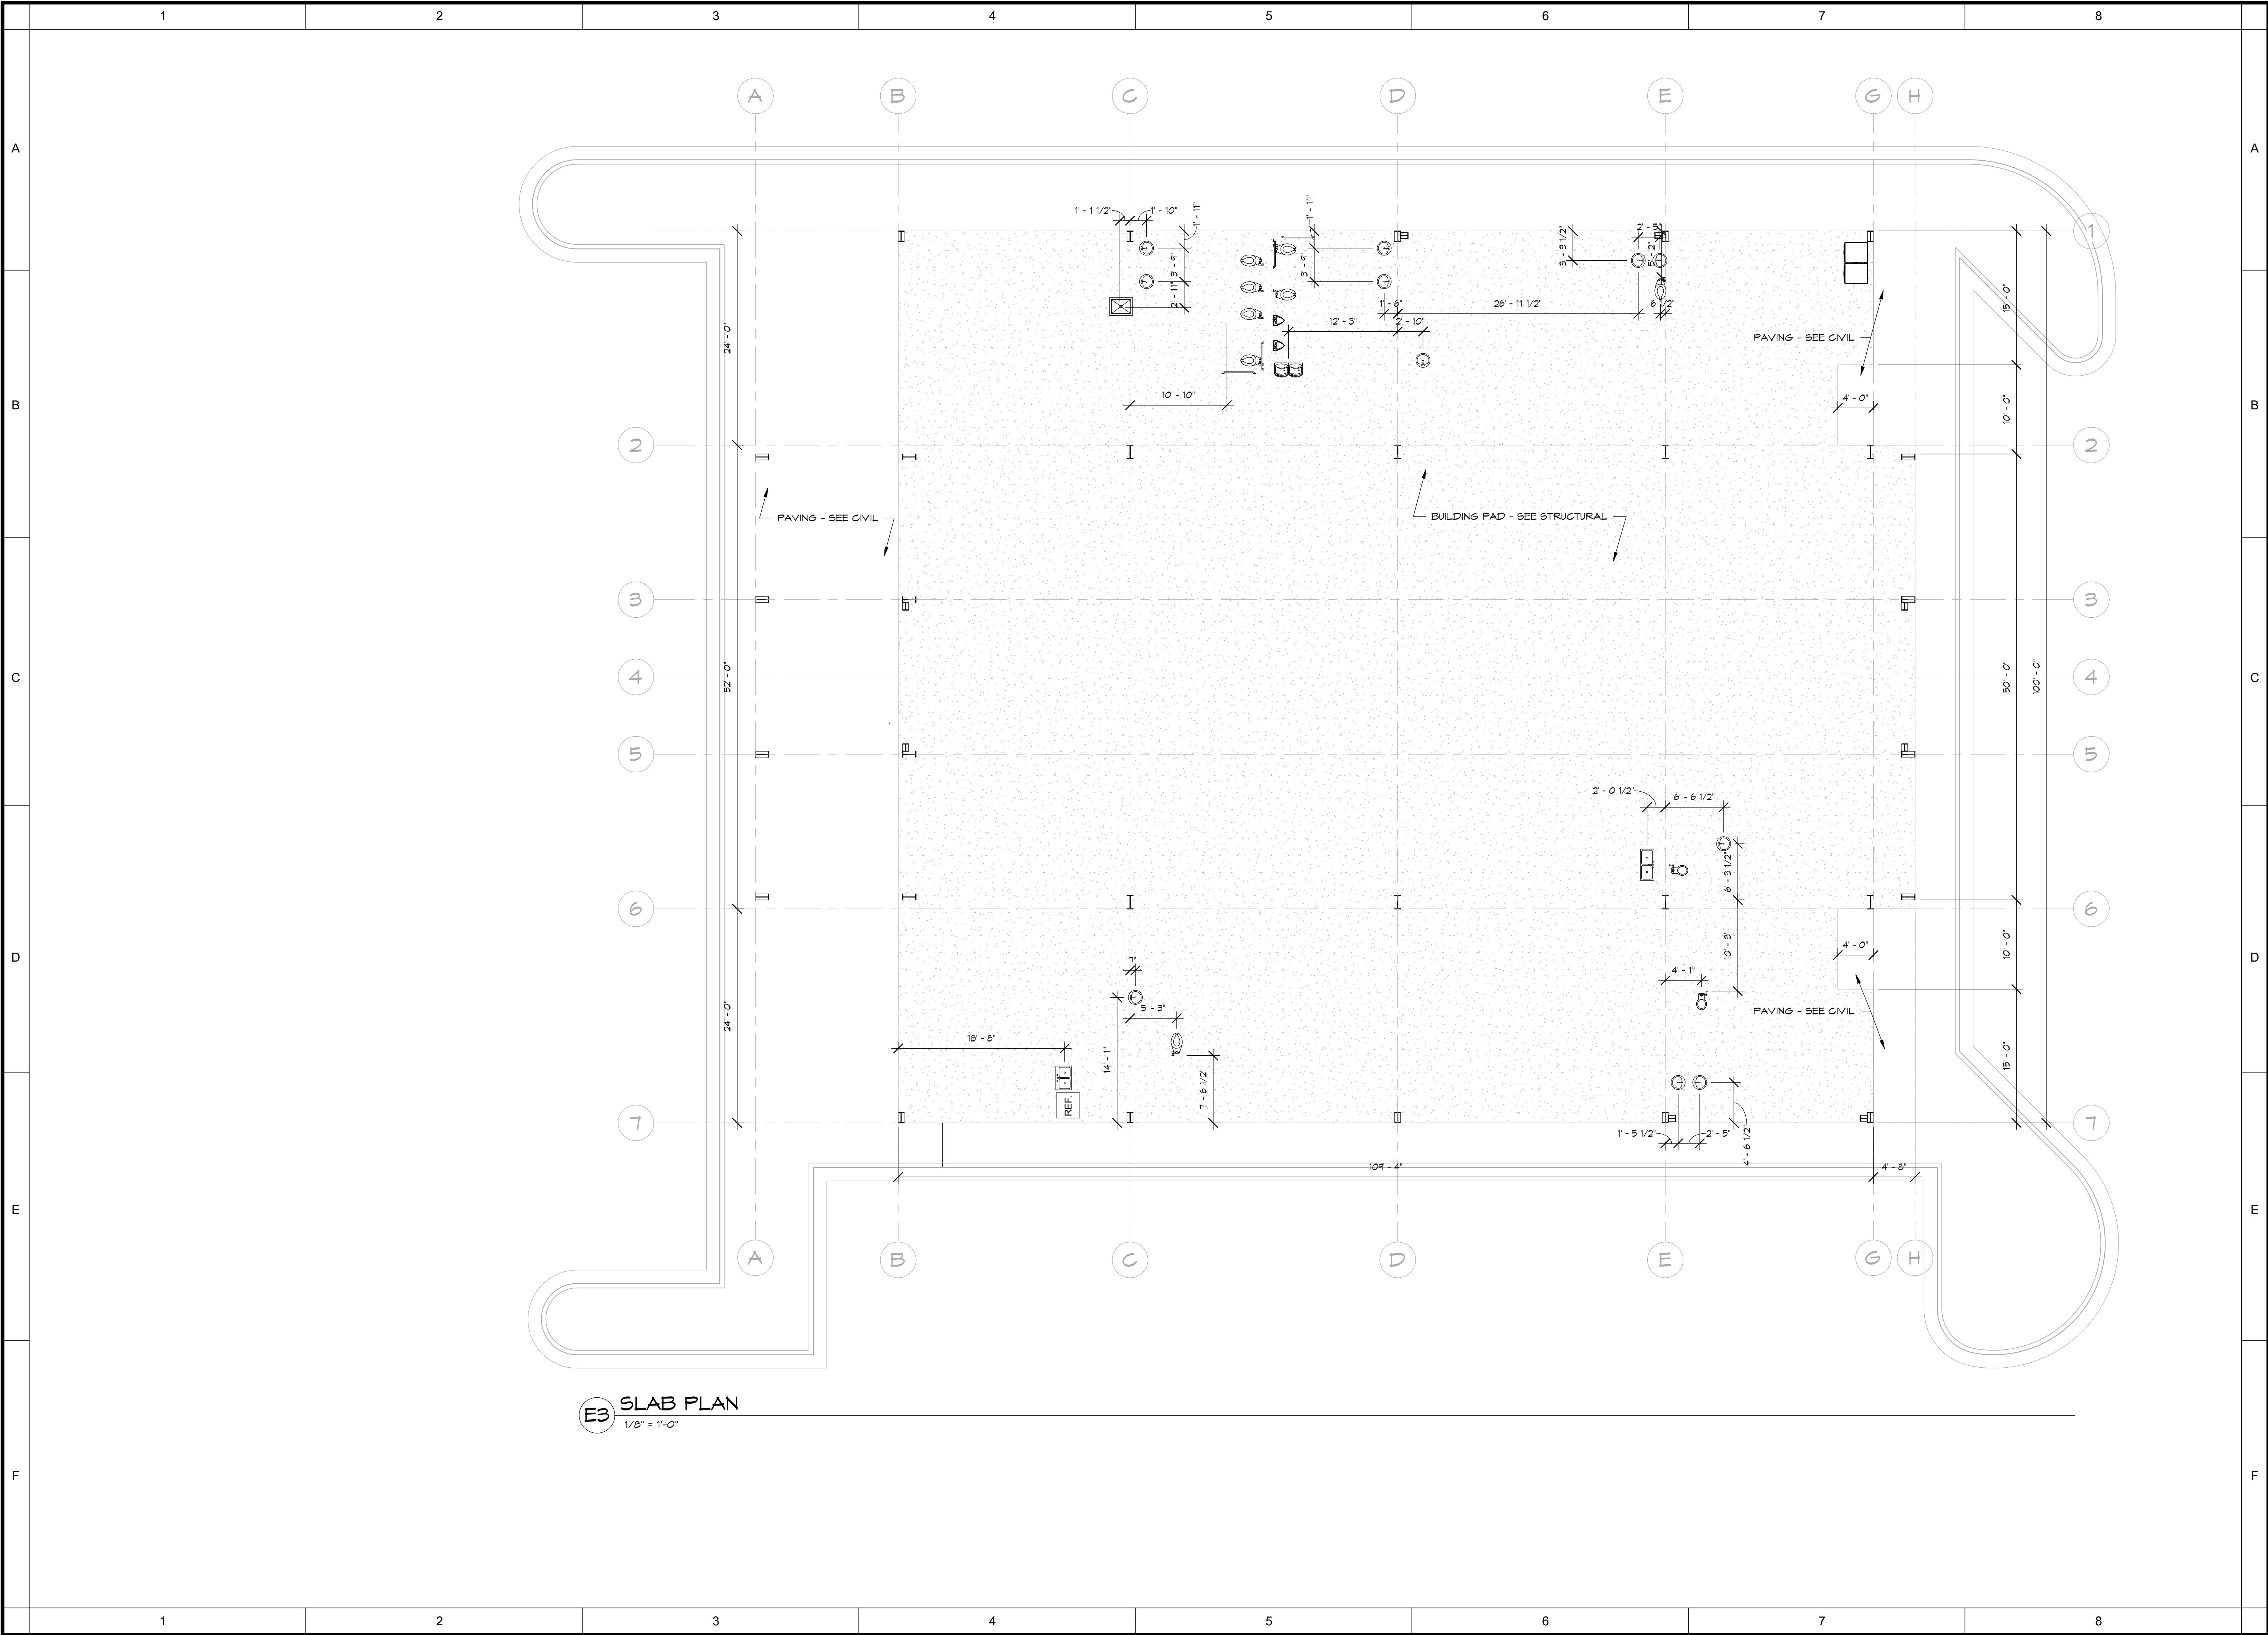 1 2 3 4 5 6 7 8
A B C D E G H
A A
1
1' - 1 1/2" 1' - 10" 1' - 11" 1' - 11" 3' - 3 1/2" 2' - 5"
3' - 9" 3' - 9" 5' - 2"
2' - 11" 1' - 6" 26' - 11 1/2" 6 1/2" 15' - 0"
12' - 3" 2' - 10"
24' - 0" PAVING - SEE CIVIL
10' - 10" 4' - 0" 10' - 0"
B B
2 2
PAVING - SEE CIVIL BUILDING PAD - SEE STRUCTURAL
3 3
C 52' - 0" 4 50' - 0" 100' - 0" 4 C
5 5
2' - 0 1/2" 6' - 6 1/2"
6' - 3 1/2"
6 6
10' - 3" 4' - 0" 10' - 0"
D D
7" 4' - 1"
5' - 3"
24' - 0" PAVING - SEE CIVIL
18' - 8" 14' - 1" 15' - 0"
7' - 6 1/2"
REF.
7 7
1' - 5 1/2" 2' - 5" 4' - 6 1/2"
109' - 4" 4' - 8"
E E
A B C D E G H
E3 SLAB PLAN
1/8" = 1'-0"
F F
1 2 3 4 5 6 7 8